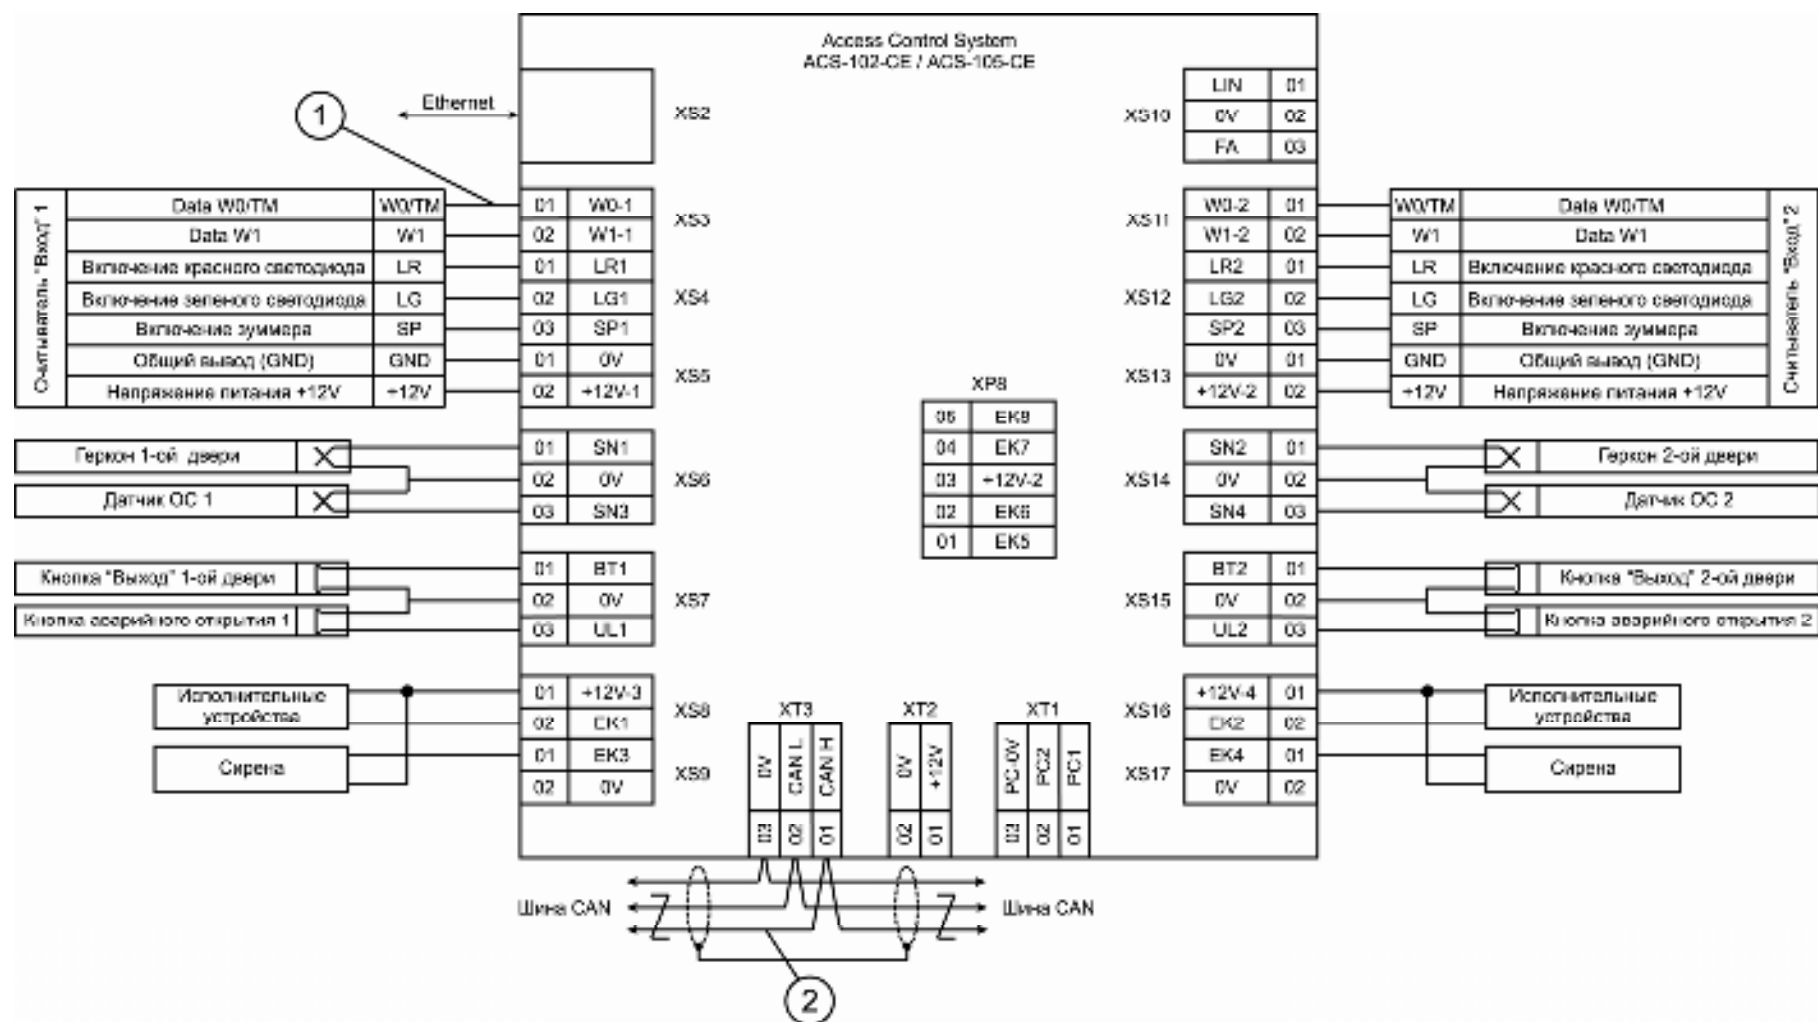 Access Control System
ACS-102-CE / ACS-105-CE
Ethernet
1
XS2
XS10
LIN 01
0V 02
FA 03
Считыватель "Вход" 1
Data W0/TM W0/TM 01 W0-1
Data W1 W1 02 W1-1
XS3
Включение красного светодиода LR 01 LR1
Включение зеленого светодиода LG 02 LG1
Включение зуммера SP 03 SP1
XS4
Общий вывод (GND) GND 01 0V
Напряжение питания +12V +12V 02 +12V-1
XS5
XS11
W0-2 01 W0/TM Data W0/TM
W1-2 02 W1 Data W1
XS12
LR2 01 LR Включение красного светодиода
LG2 02 LG Включение зеленого светодиода
SP2 03 SP Включение зуммера
XS13
0V 01 GND Общий вывод (GND)
+12V-2 02 +12V Напряжение питания +12V
Считыватель "Вход" 2
XP8
EK8
04 EK7
03 +12V-2
02 EK6
01 EK5
Геркон 1-ой двери
Датчик ОС 1
01 SN1
02 0V
03 SN3
XS6
XS14
SN2 01
0V 02
SN4 03
Геркон 2-ой двери
Датчик ОС 2
Кнопка "Выход" 1-ой двери
Кнопка аварийного открытия 1
01 BT1
02 0V
03 UL1
XS7
XS15
BT2 01
0V 02
UL2 03
Кнопка "Выход" 2-ой двери
Кнопка аварийного открытия 2
Исполнительные
устройства
Сирена
01 +12V-3
02 EK1
XS8
01 EK3
02 0V
XS9
XS16
+12V-4 01
EK2 02
XS17
EK4 01
0V 02
Исполнительные
устройства
Сирена
XT3
0V 03
CAN L 02
CAN H 01
XT2
0V 02
+12V 01
XT1
PC-0V 03
PC2 02
PC1 01
Шина CAN
Шина CAN
2